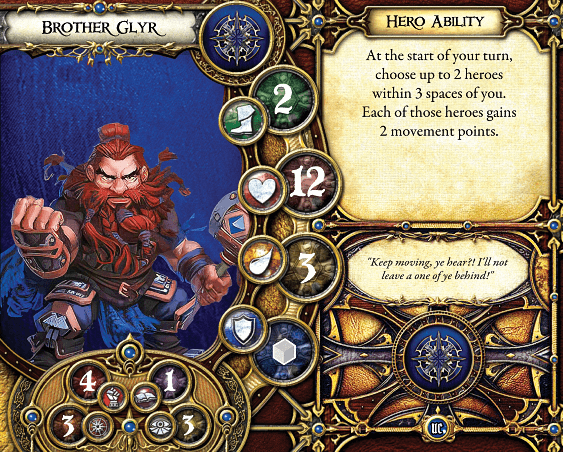 BROTHER GLYR
2
12
3
4
1
3
3
HERO ABILITY
At the start of your turn,
choose up to 2 heroes
within 3 spaces of you.
Each of those heroes gains
2 movement points.
"Keep moving, ye hear?! I'll not
leave a one of ye behind!"
UC